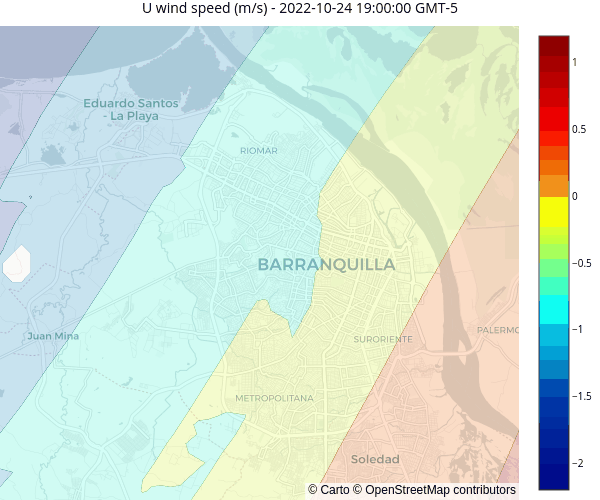 U wind speed (m/s) - 2022-10-24 19:00:00 GMT-5
Eduardo Santos
- La Playa
RIOMAR
BARRANQUILLA
Juan Mina
SURORIENTE
PALERMO
METROPOLITANA
Soledad
© Carto © OpenStreetMap contributors
1
0.5
0
−0.5
−1
−1.5
−2